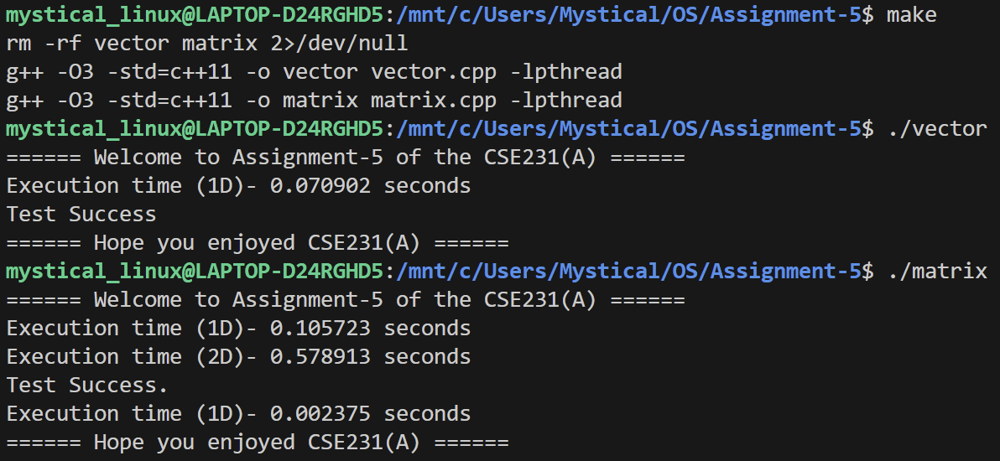 mystical_linux@LAPTOP-D24RGHD5:/mnt/c/Users/Mystical/OS/Assignment-5$ make
rm -rf vector matrix 2>/dev/null
g++ -O3 -std=c++11 -o vector vector.cpp -lpthread
g++ -O3 -std=c++11 -o matrix matrix.cpp -lpthread
mystical_linux@LAPTOP-D24RGHD5:/mnt/c/Users/Mystical/OS/Assignment-5$ ./vector
====== Welcome to Assignment-5 of the CSE231(A) ======
Execution time (1D)- 0.070902 seconds
Test Success
====== Hope you enjoyed CSE231(A) ======
mystical_linux@LAPTOP-D24RGHD5:/mnt/c/Users/Mystical/OS/Assignment-5$ ./matrix
====== Welcome to Assignment-5 of the CSE231(A) ======
Execution time (1D)- 0.105723 seconds
Execution time (2D)- 0.578913 seconds
Test Success.
Execution time (1D)- 0.002375 seconds
====== Hope you enjoyed CSE231(A) ======